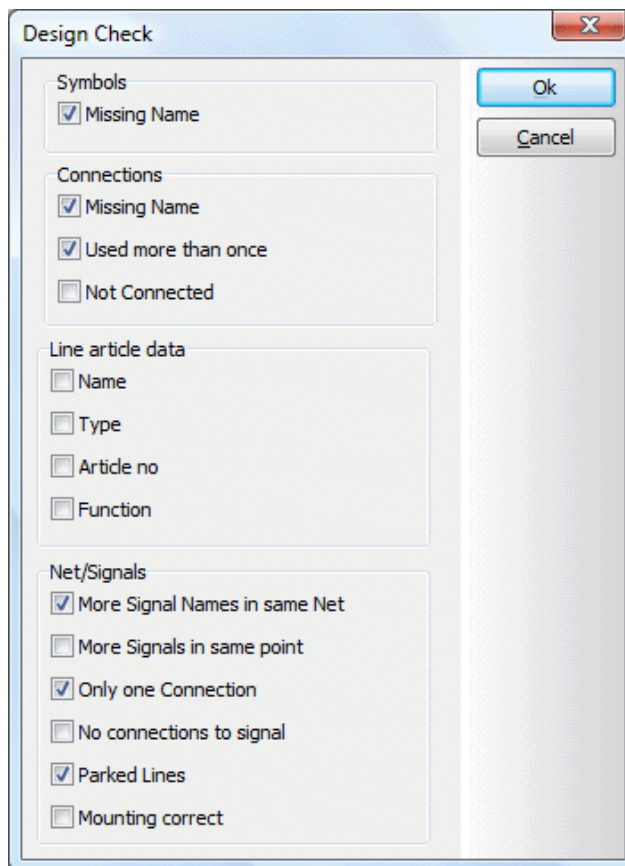 Design Check
Symbols
Missing Name
Ok
Cancel
Connections
Missing Name
Used more than once
Not Connected
Line article data
Name
Type
Article no
Function
Net/Signals
More Signal Names in same Net
More Signals in same point
Only one Connection
No connections to signal
Parked Lines
Mounting correct